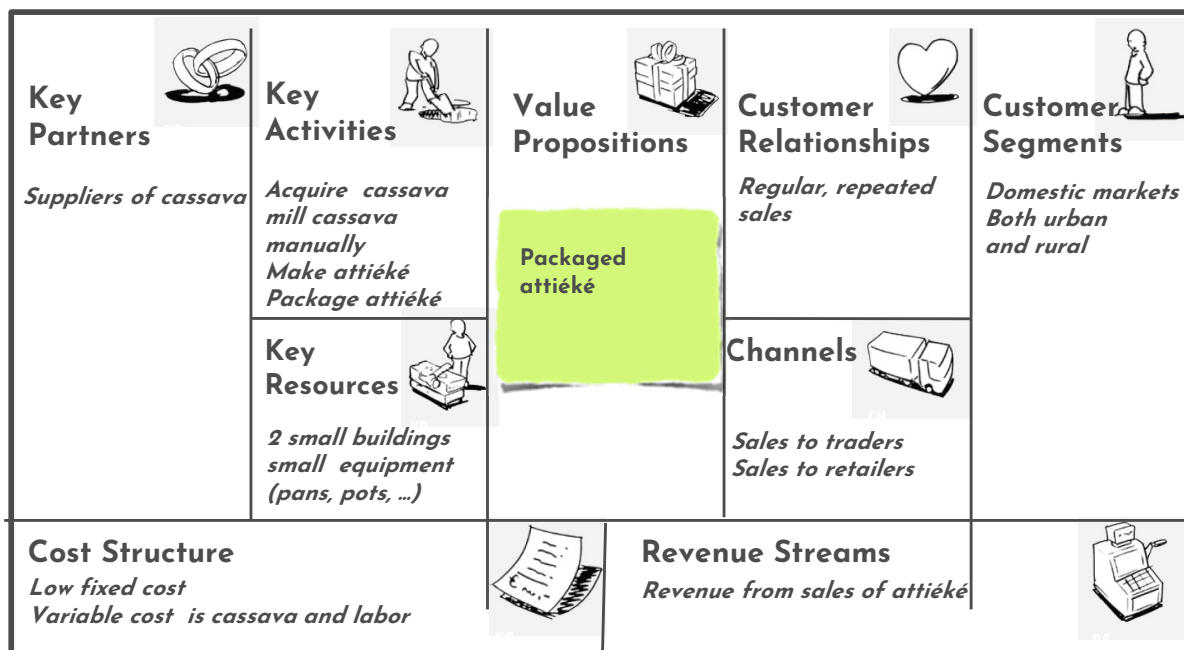 Key
Partners
Suppliers of cassava
Key
Activities
Acquire cassava
mill cassava
manually
Make attiéké
Package attiéké
Key
Resources
2 small buildings
small equipment
(pans, pots, ...)
Value
Propositions
Packaged
attiéké
Customer
Relationships
Regular, repeated
sales
Channels
Sales to traders
Sales to retailers
Customer
Segments
Domestic markets
Both urban
and rural
Cost Structure
Low fixed cost
Variable cost is cassava and labor
Revenue Streams
Revenue from sales of attiéké